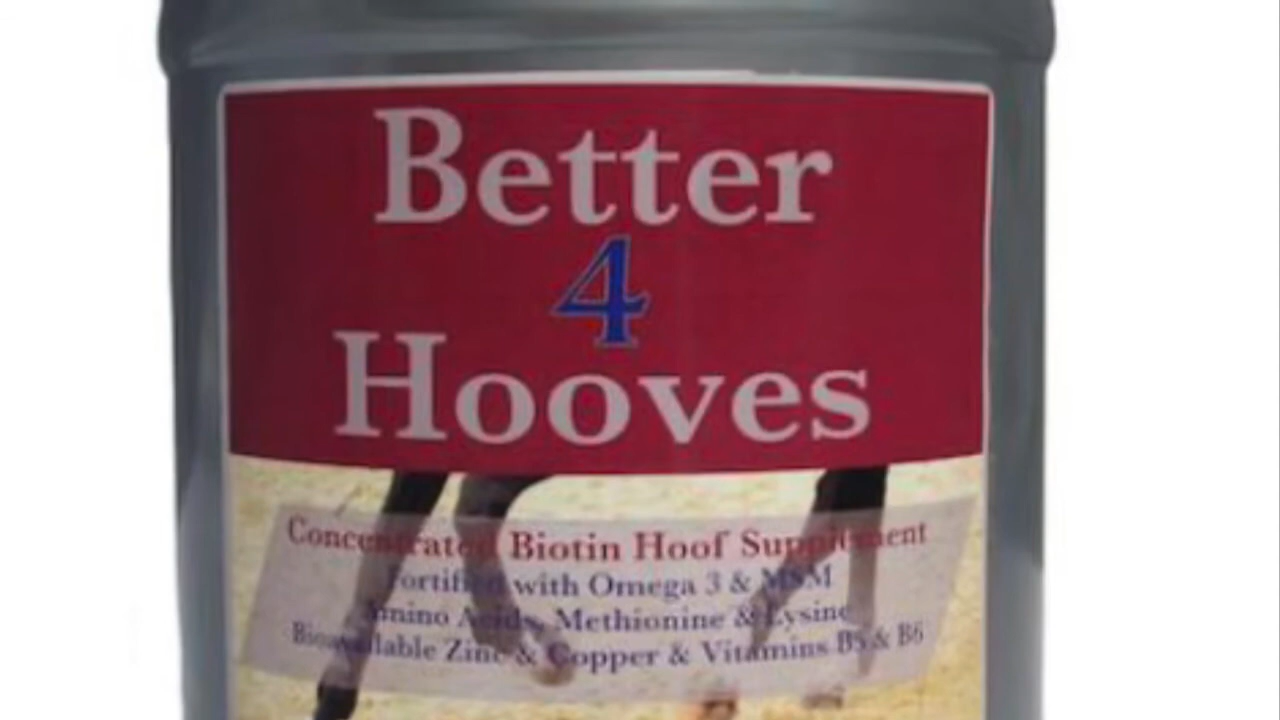 Better
4
Hooves
Concentrated Biotin Hoof Supplement
Fortified with Omega 3 & MSM
Amino Acids, Methionine & Lysine
Bioavailable Zinc & Copper & Vitamins B5 & B6